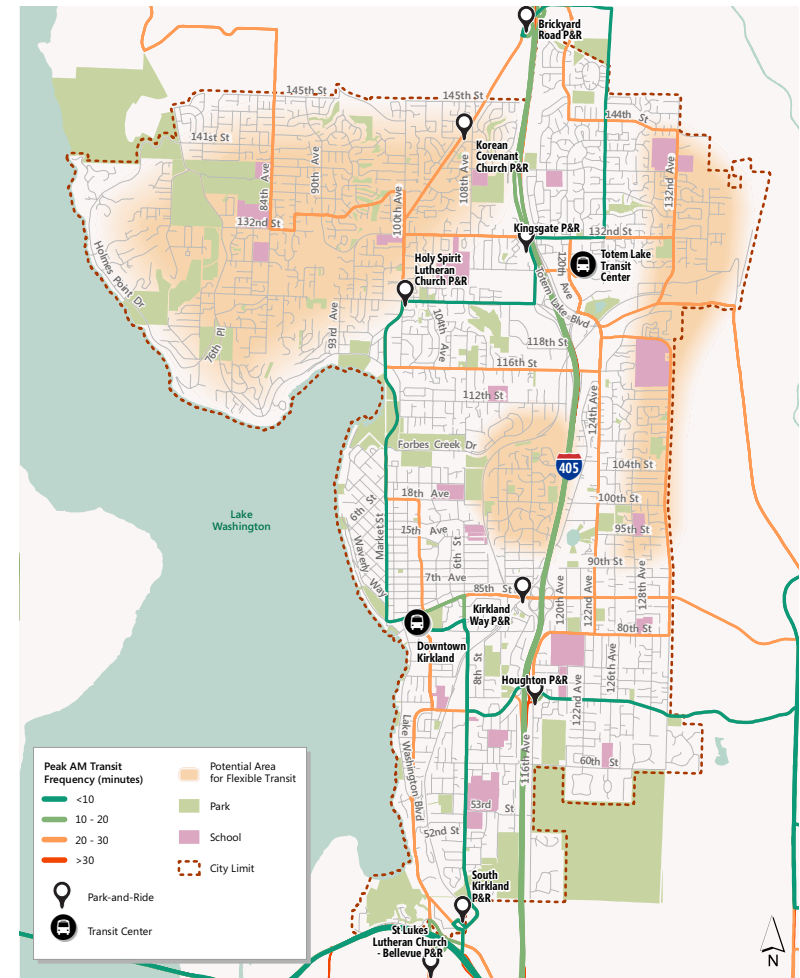 Brickyard
Road P&R
145th St
145th St
144th St
141st St
Korean
Covenant
Church P&R
84th Ave
90th Ave
100th Ave
108th Ave
132nd Ave
132nd St
Kingsgate P&R
132nd St
Holmes Point Dr
Holy Spirit
Lutheran
Church P&R
120th Ave
Totem Lake
Transit
Center
Totem Lake Blvd
76th Pl
93rd Ave
104th Ave
118th St
116th St
112th St
124th Ave
Forbes Creek Dr
405
104th St
18th Ave
100th St
6th St
Market St
Lake
Washington
15th Ave
6th St
95th St
Waverly Way
7th Ave
90th St
85th St
Kirkland
Way P&R
120th Ave
122nd Ave
128th Ave
80th St
Downtown
Kirkland
8th St
Houghton P&R
122nd Ave
126th Ave
Lake Washington Blvd
116th Ave
60th St
53rd St
52nd St
South
Kirkland
P&R
St Luke's
Lutheran Church
- Bellevue P&R
Peak AM Transit
Frequency (minutes)
<10
10 - 20
20 - 30
>30
Park-and-Ride
Transit Center
Potential Area
for Flexible Transit
Park
School
City Limit
N